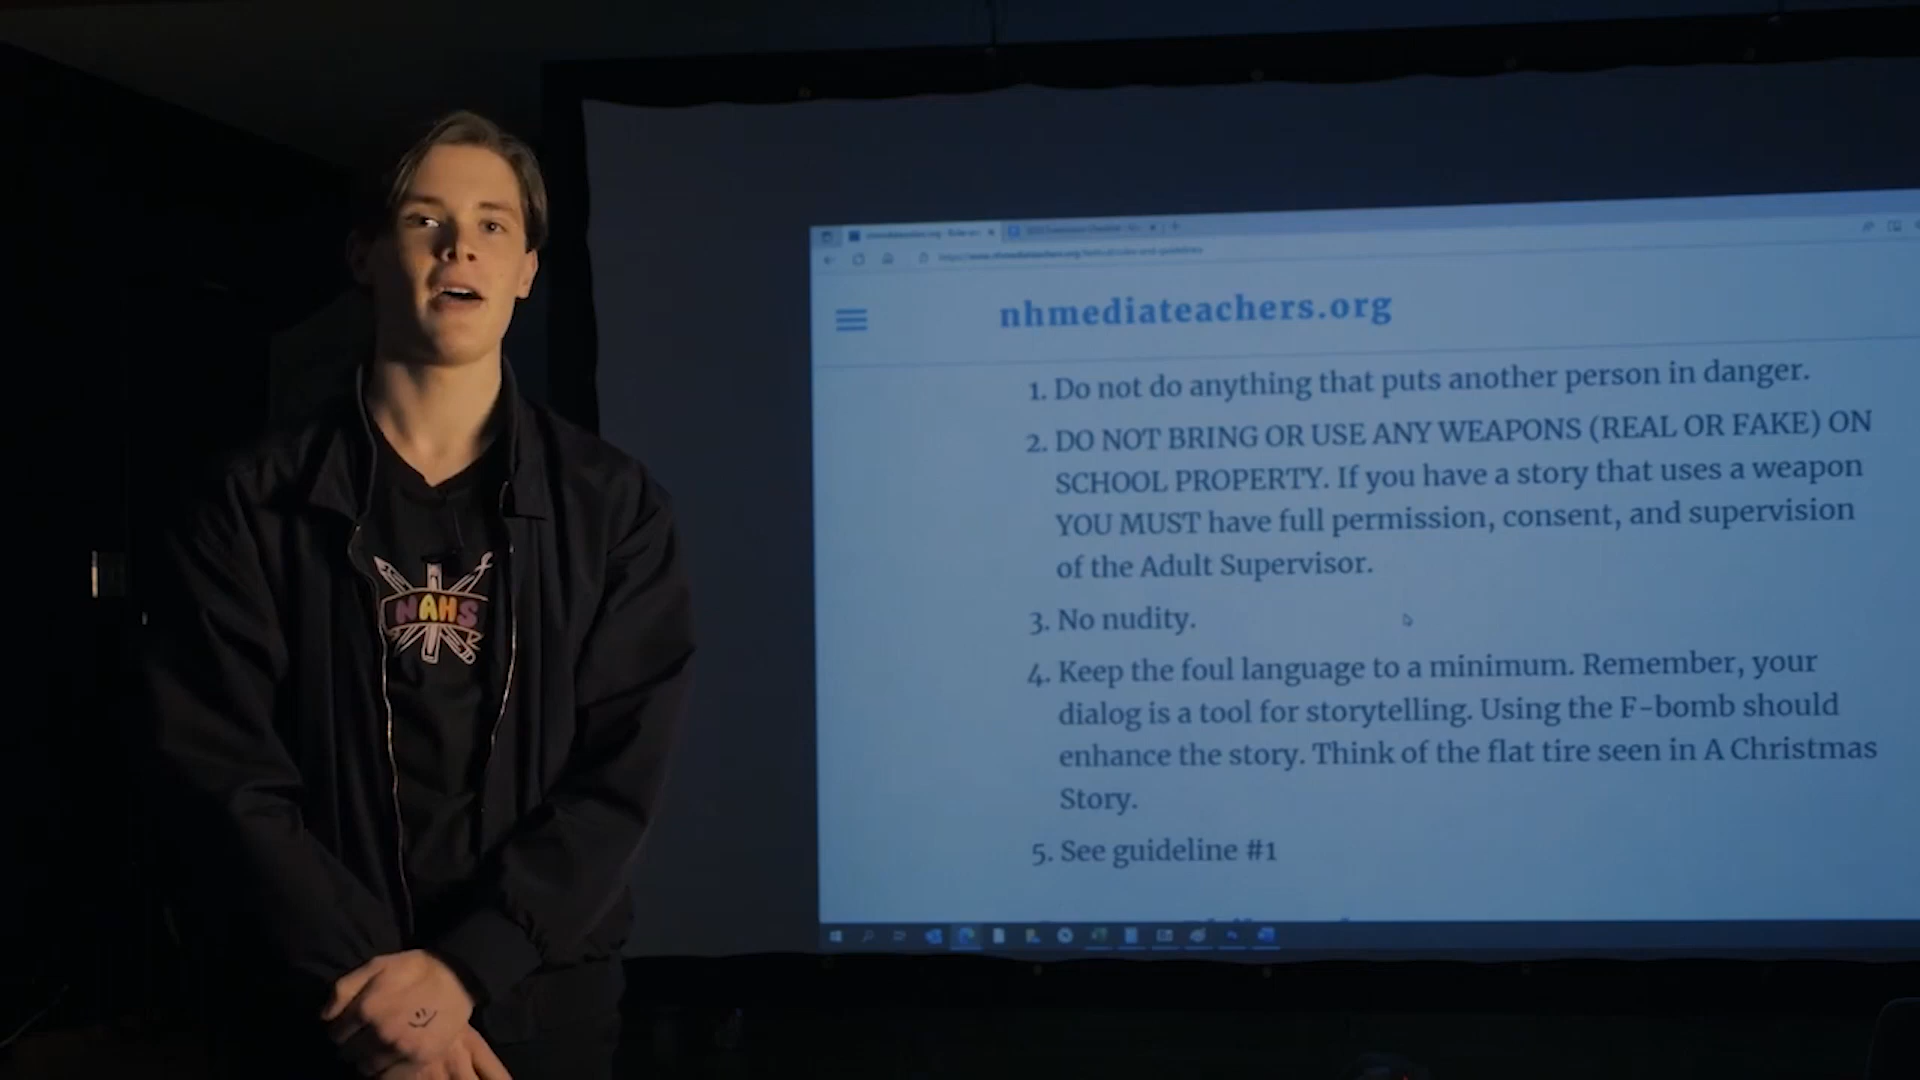 nhmediateachers.org
1. Do not do anything that puts another person in danger.
2. DO NOT BRING OR USE ANY WEAPONS (REAL OR FAKE) ON
SCHOOL PROPERTY. If you have a story that uses a weapon
YOU MUST have full permission, consent, and supervision
of the Adult Supervisor.
3. No nudity.
4. Keep the foul language to a minimum. Remember, your
dialog is a tool for storytelling. Using the F-bomb should
enhance the story. Think of the flat tire seen in A Christmas
Story.
5. See guideline #1
NAHS